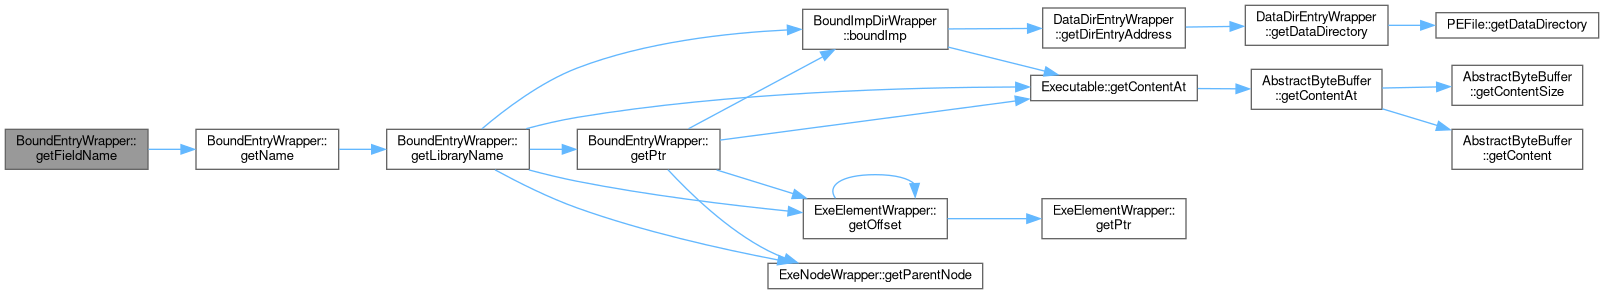 BoundEntryWrapper::
getFieldName
BoundEntryWrapper::
getName
BoundEntryWrapper::
getLibraryName
BoundEntryWrapper::
getPtr
BoundImpDirWrapper
::boundImp
DataDirEntryWrapper
::getDirEntryAddress
DataDirEntryWrapper
::getDataDirectory
PEFile::getDataDirectory
Executable::getContentAt
AbstractByteBuffer
::getContentAt
AbstractByteBuffer
::getContentSize
AbstractByteBuffer
::getContent
ExeElementWrapper::
getOffset
ExeElementWrapper::
getPtr
ExeNodeWrapper::getParentNode